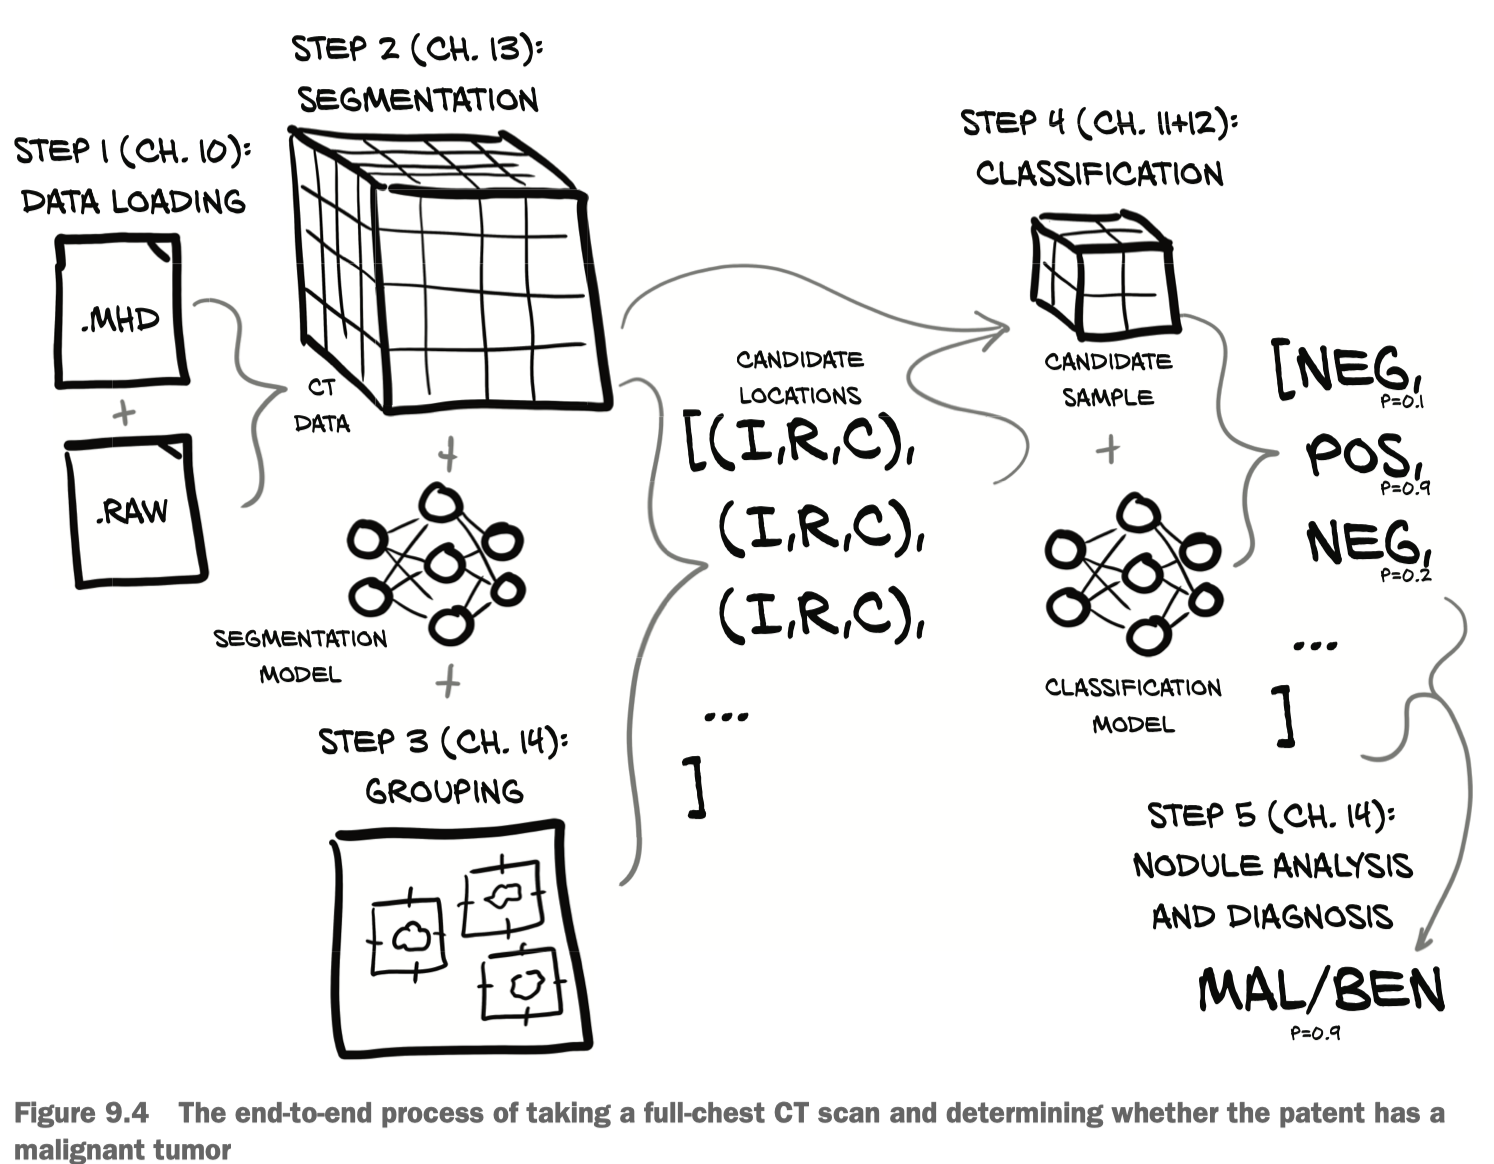 STEP 1 (CH. 10):
DATA LOADING
.MHD
+
.RAW
STEP 2 (CH. 13):
SEGMENTATION
CT
DATA
+
SEGMENTATION
MODEL
+
STEP 3 (CH. 14):
GROUPING
CANDIDATE
LOCATIONS
[(I,R,C),
(I,R,C),
(I,R,C),
...
]
STEP 4 (CH. 11+12):
CLASSIFICATION
CANDIDATE
SAMPLE
+
CLASSIFICATION
MODEL
[NEG,
P=0.1
POS,
P=0.9
NEG,
P=0.2
...
]
STEP 5 (CH. 14):
NODULE ANALYSIS
AND DIAGNOSIS
MAL/BEN
P=0.9
Figure 9.4 The end-to-end process of taking a full-chest CT scan and determining whether the patent has a
malignant tumor